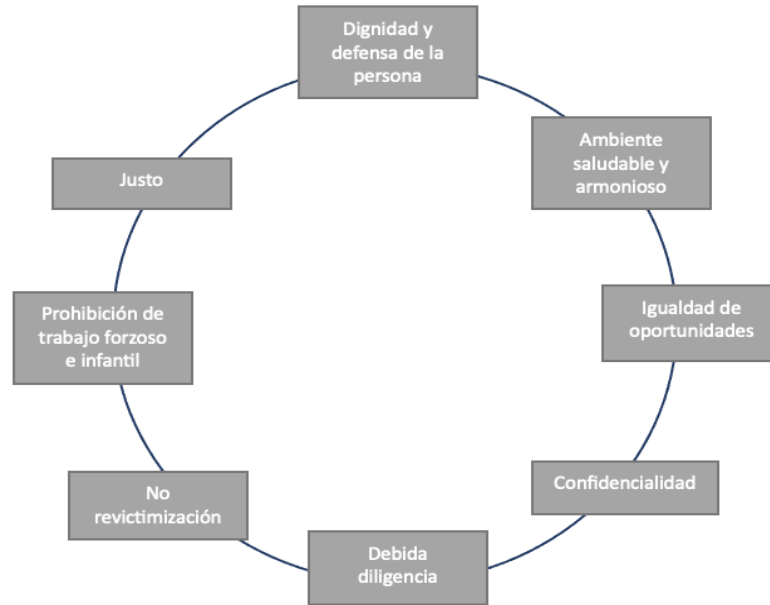 Dignidad y
defensa de la
persona
Ambiente
saludable y
armonioso
Igualdad de
oportunidades
Confidencialidad
Debida
diligencia
No
revictimización
Prohibición de
trabajo forzoso
e infantil
Justo